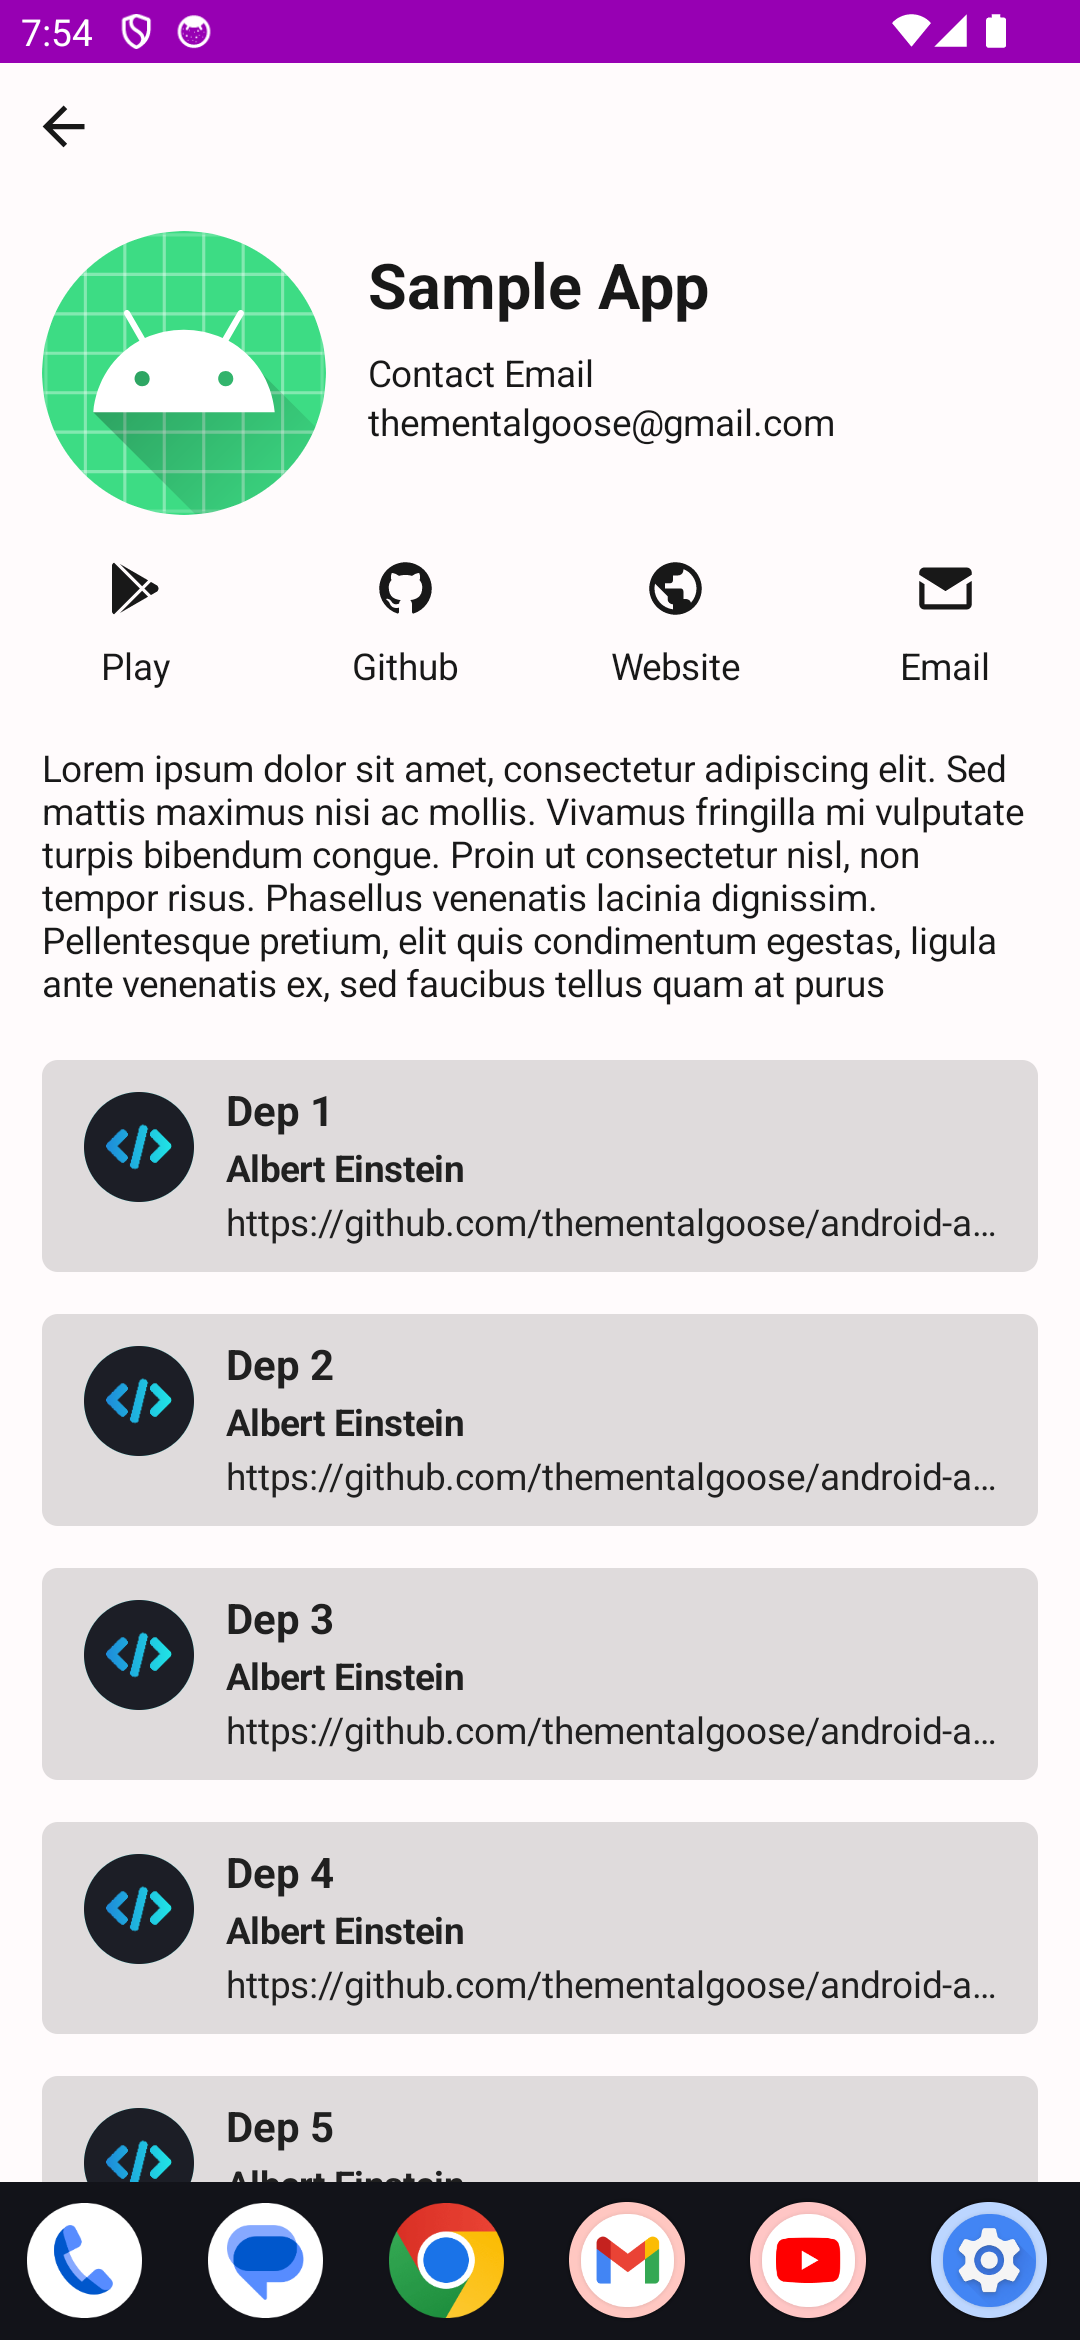 7:54
Sample App
Contact Email
thementalgoose@gmail.com
Play
Github
Website
Email
Lorem ipsum dolor sit amet, consectetur adipiscing elit. Sed
mattis maximus nisi ac mollis. Vivamus fringilla mi vulputate
turpis bibendum congue. Proin ut consectetur nisl, non
tempor risus. Phasellus venenatis lacinia dignissim.
Pellentesque pretium, elit quis condimentum egestas, ligula
ante venenatis ex, sed faucibus tellus quam at purus
Dep 1
Albert Einstein
https://github.com/thementalgoose/android-a...
Dep 2
Albert Einstein
https://github.com/thementalgoose/android-a...
Dep 3
Albert Einstein
https://github.com/thementalgoose/android-a...
Dep 4
Albert Einstein
https://github.com/thementalgoose/android-a...
Dep 5
Albert Einstein